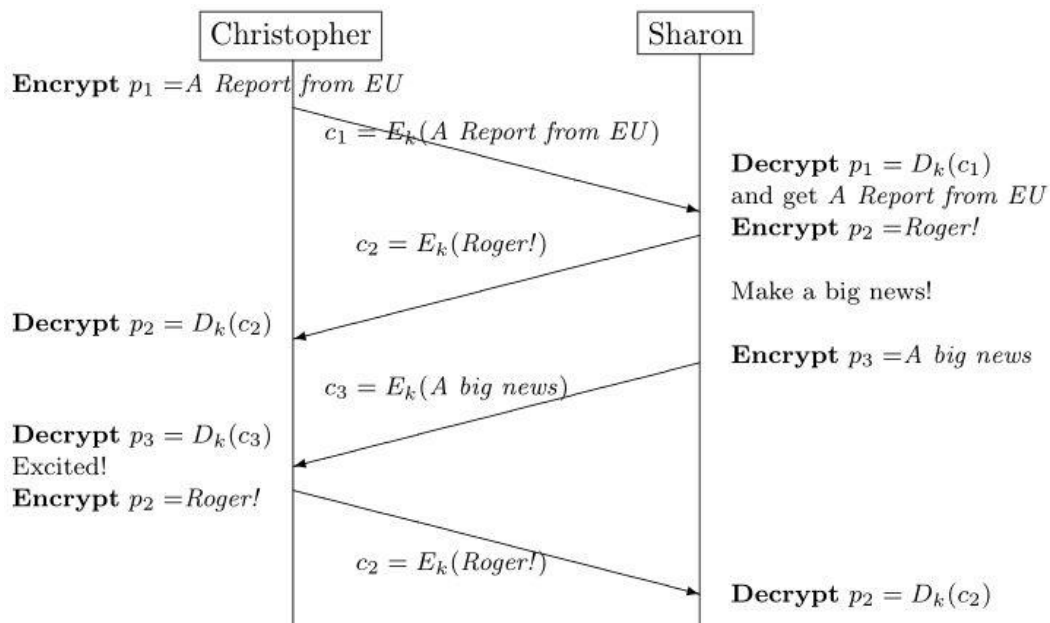 Christopher
Sharon
Encrypt p₁ =A Report from EU
c₁ = Eₖ(A Report from EU)
Decrypt p₁ = Dₖ(c₁)
and get A Report from EU
Encrypt p₂ =Roger!
c₂ = Eₖ(Roger!)
Make a big news!
Decrypt p₂ = Dₖ(c₂)
Encrypt p₃ =A big news
c₃ = Eₖ(A big news)
Decrypt p₃ = Dₖ(c₃)
Excited!
Encrypt p₂ =Roger!
c₂ = Eₖ(Roger!)
Decrypt p₂ = Dₖ(c₂)